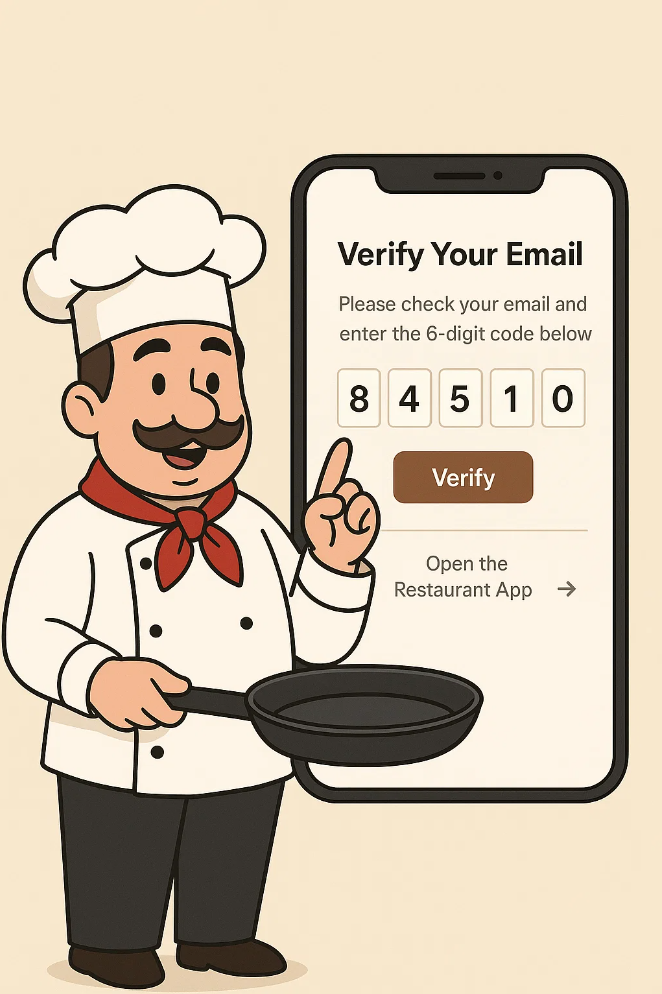 Verify Your Email
Please check your email and
enter the 6-digit code below
8 4 5 1 0
Verify
Open the
Restaurant App →